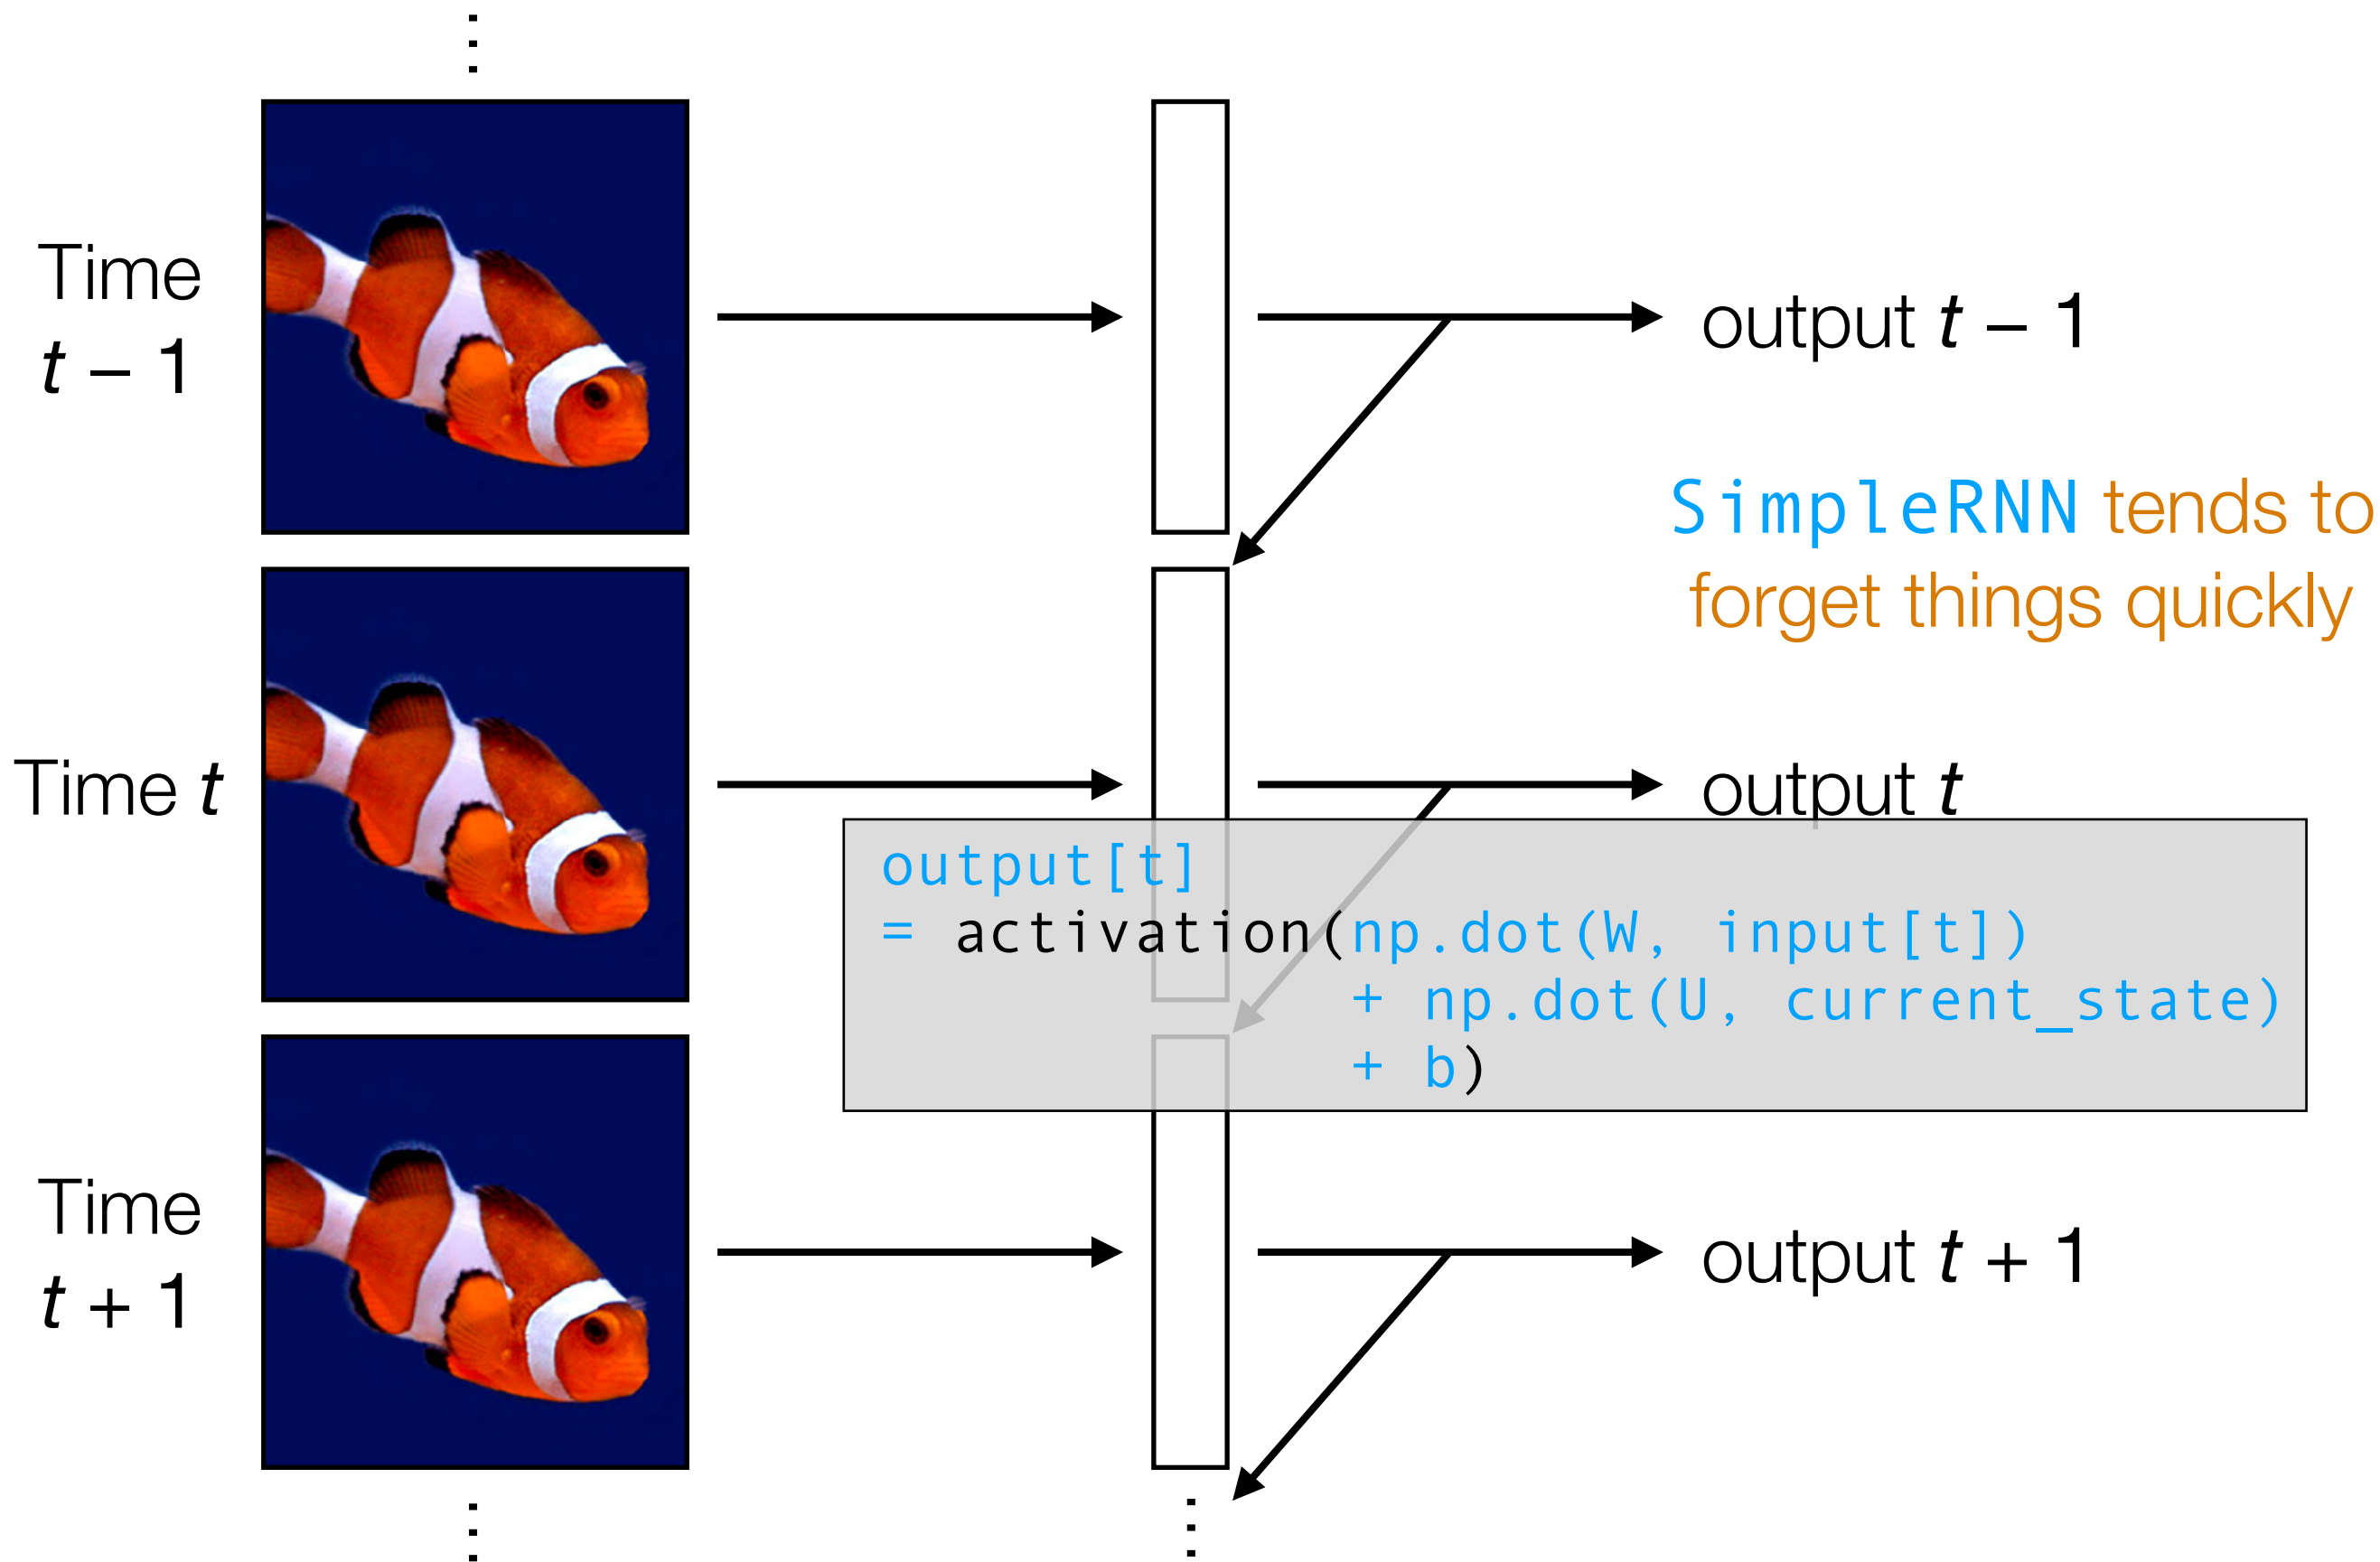 Time
t – 1
output t – 1
SimpleRNN tends to
forget things quickly
Time t
output t
output[t]
= activation(np.dot(W, input[t])
+ np.dot(U, current_state)
+ b)
Time
t + 1
output t + 1